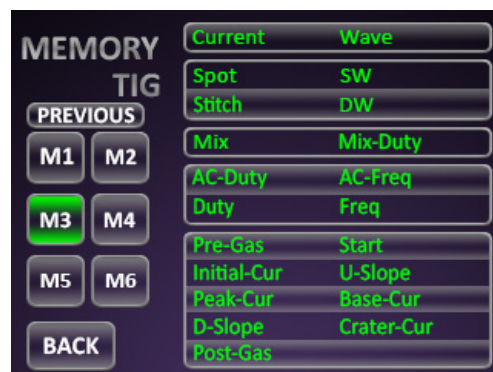 MEMORY
TIG
PREVIOUS
M1 M2
M3 M4
M5 M6
BACK
Current Wave
Spot SW
Stitch DW
Mix Mix-Duty
AC-Duty AC-Freq
Duty Freq
Pre-Gas Start
Initial-Cur U-Slope
Peak-Cur Base-Cur
D-Slope Crater-Cur
Post-Gas